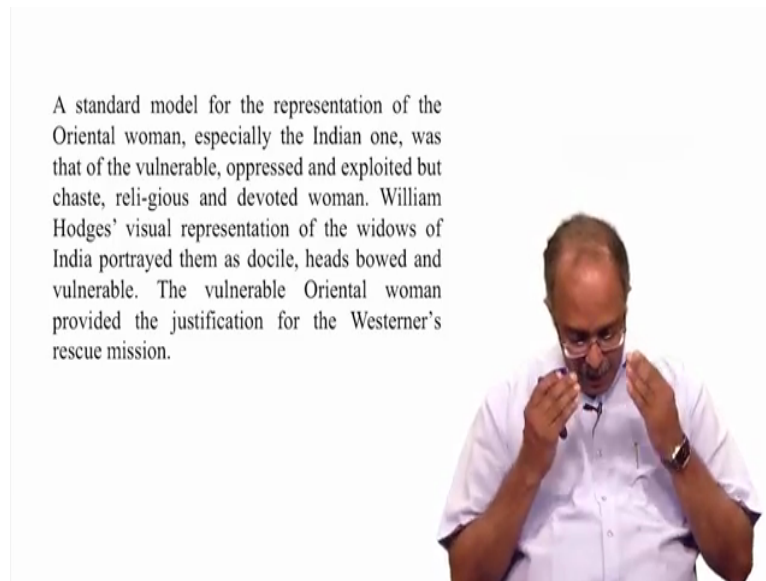 A standard model for the representation of the
Oriental woman, especially the Indian one, was
that of the vulnerable, oppressed and exploited but
chaste, reli-gious and devoted woman. William
Hodges’ visual representation of the widows of
India portrayed them as docile, heads bowed and
vulnerable. The vulnerable Oriental woman
provided the justification for the Westerner’s
rescue mission.